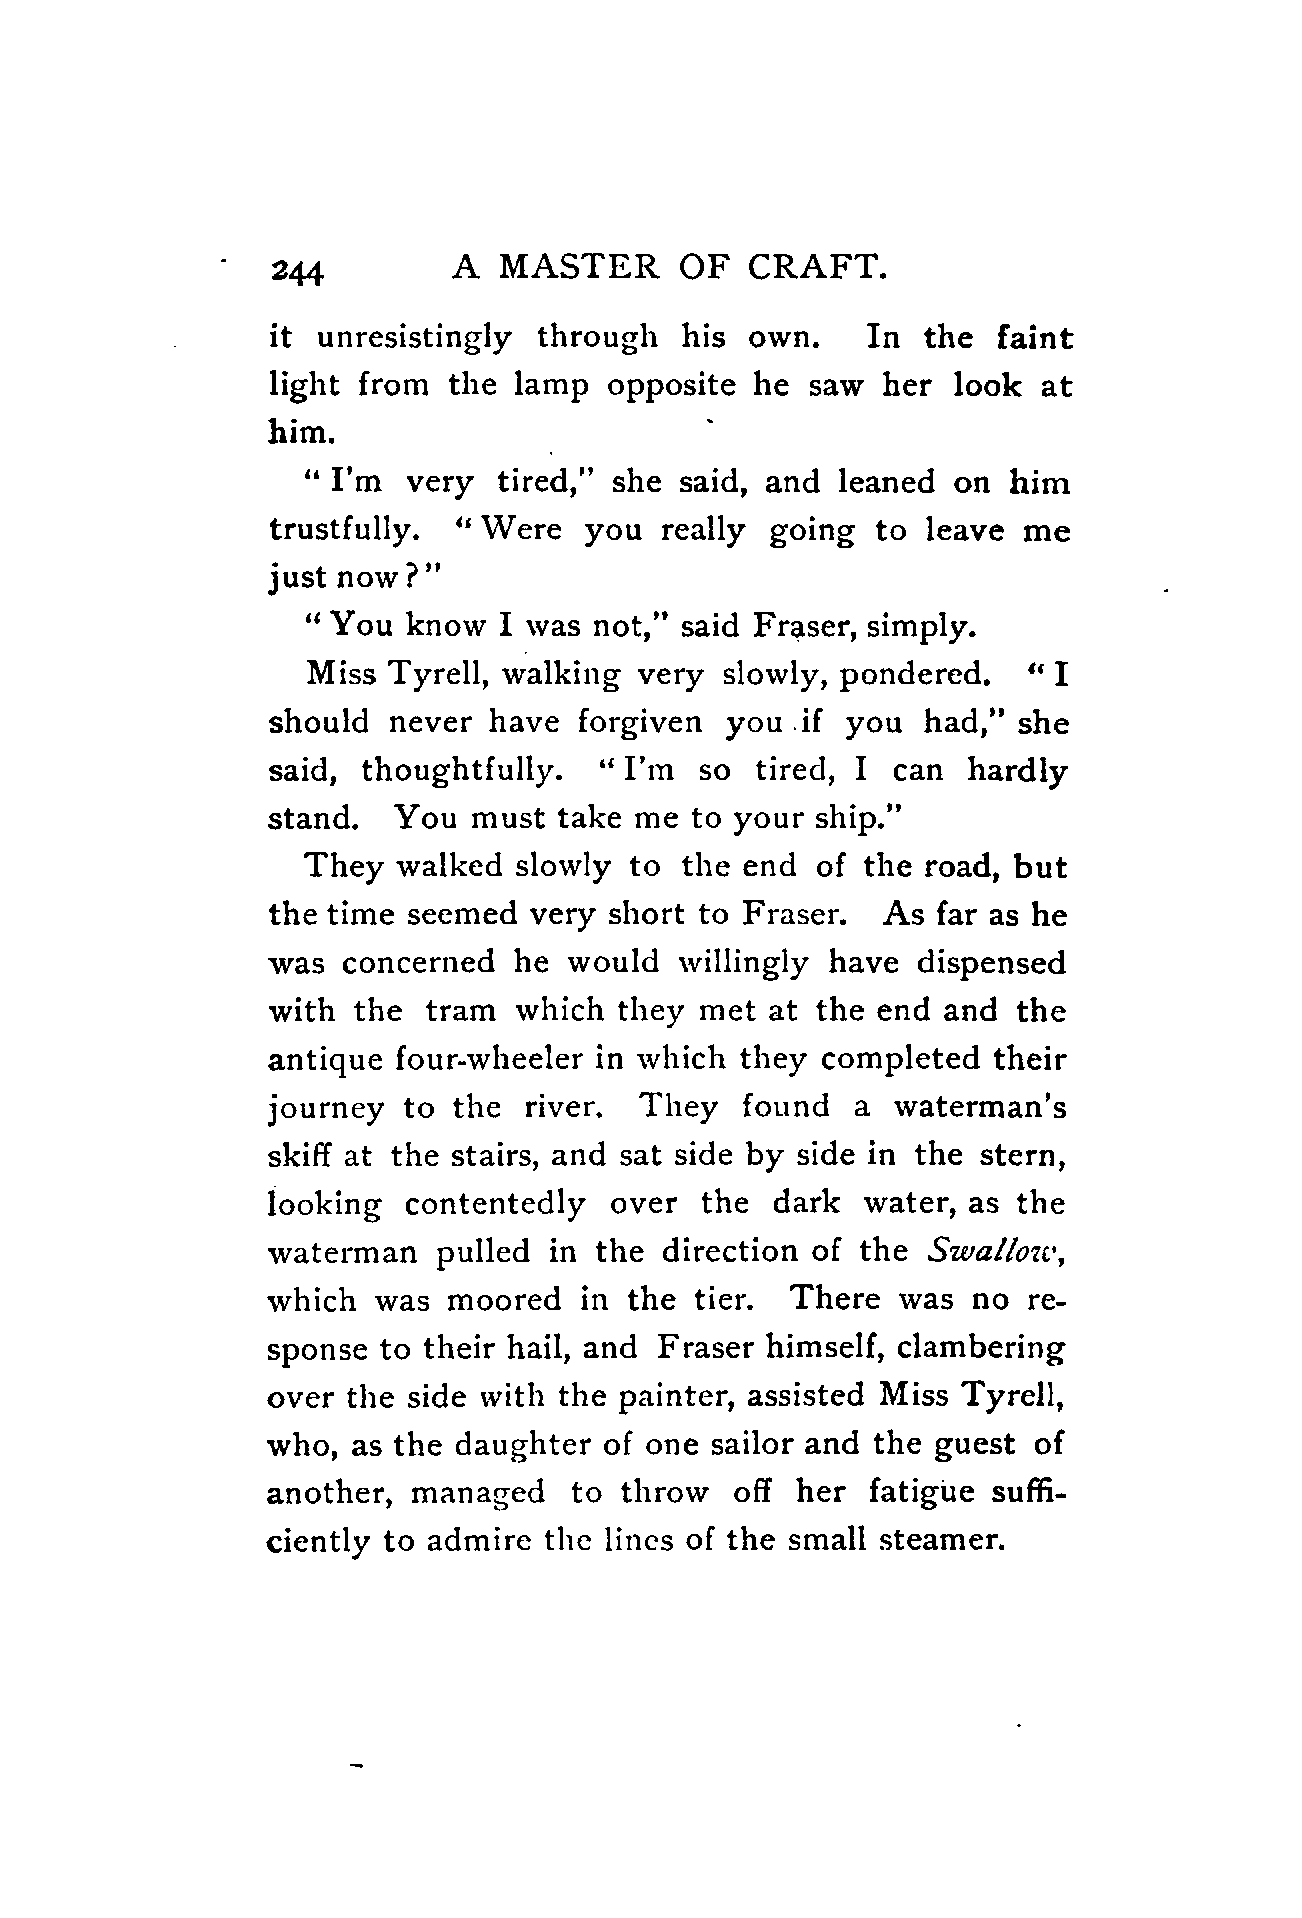 244 A MASTER OF CRAFT.
it unresistingly through his own. In the faint
light from the lamp opposite he saw her look at
him.
"I'm very tired," she said, and leaned on him
trustfully. "Were you really going to leave me
just now?"
"You know I was not," said Fraser, simply.
Miss Tyrell, walking very slowly, pondered. "I
should never have forgiven you if you had," she
said, thoughtfully. "I'm so tired, I can hardly
stand. You must take me to your ship."
They walked slowly to the end of the road, but
the time seemed very short to Fraser. As far as he
was concerned he would willingly have dispensed
with the tram which they met at the end and the
antique four-wheeler in which they completed their
journey to the river. They found a waterman's
skiff at the stairs, and sat side by side in the stern,
looking contentedly over the dark water, as the
waterman pulled in the direction of the Swallow,
which was moored in the tier. There was no re-
sponse to their hail, and Fraser himself, clambering
over the side with the painter, assisted Miss Tyrell,
who, as the daughter of one sailor and the guest of
another, managed to throw off her fatigue suffi-
ciently to admire the lines of the small steamer.